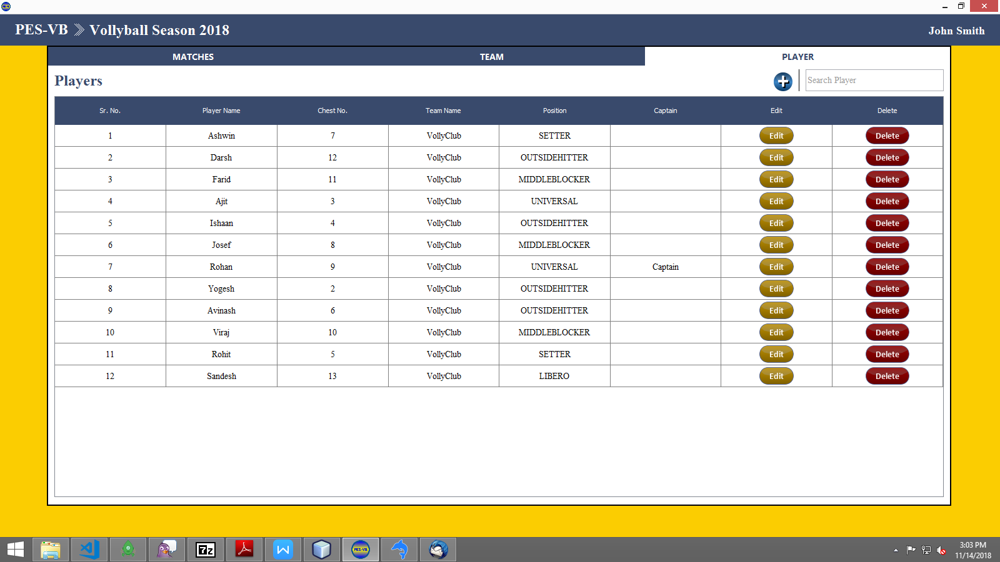 PES-VB Vollyball Season 2018 John Smith
MATCHES TEAM PLAYER
Players Search Player
Sr. No. Player Name Chest No. Team Name Position Captain Edit Delete
1 Ashwin 7 VollyClub SETTER Edit Delete
2 Darsh 12 VollyClub OUTSIDEHITTER Edit Delete
3 Farid 11 VollyClub MIDDLEBLOCKER Edit Delete
4 Ajit 3 VollyClub UNIVERSAL Edit Delete
5 Ishaan 4 VollyClub OUTSIDEHITTER Edit Delete
6 Josef 8 VollyClub MIDDLEBLOCKER Edit Delete
7 Rohan 9 VollyClub UNIVERSAL Captain Edit Delete
8 Yogesh 2 VollyClub OUTSIDEHITTER Edit Delete
9 Avinash 6 VollyClub OUTSIDEHITTER Edit Delete
10 Viraj 10 VollyClub MIDDLEBLOCKER Edit Delete
11 Rohit 5 VollyClub SETTER Edit Delete
12 Sandesh 13 VollyClub LIBERO Edit Delete
7z W PES-VB 3:03 PM
11/14/2018